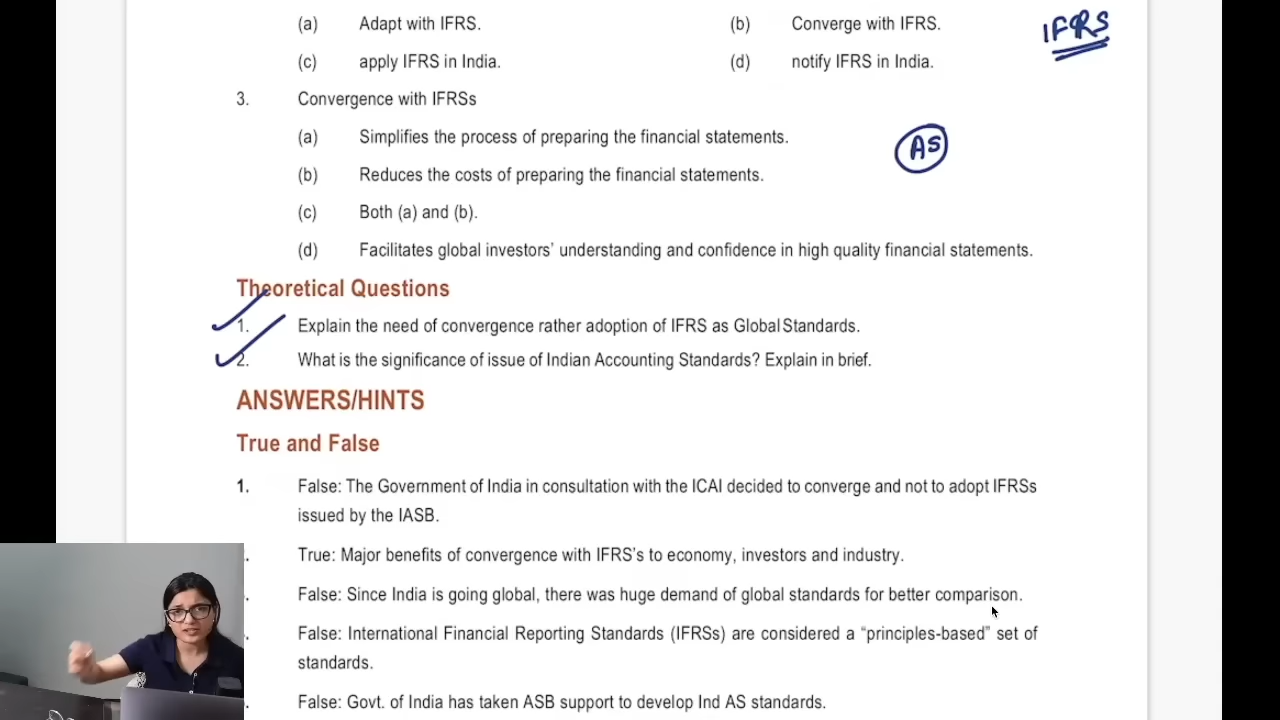 (a) Adapt with IFRS. (b) Converge with IFRS. IFRS
(c) apply IFRS in India. (d) notify IFRS in India.
3. Convergence with IFRSs
(a) Simplifies the process of preparing the financial statements.
AS
(b) Reduces the costs of preparing the financial statements.
(c) Both (a) and (b).
(d) Facilitates global investors' understanding and confidence in high quality financial statements.
Theoretical Questions
1. Explain the need of convergence rather adoption of IFRS as Global Standards.
2. What is the significance of issue of Indian Accounting Standards? Explain in brief.
ANSWERS/HINTS
True and False
1. False: The Government of India in consultation with the ICAI decided to converge and not to adopt IFRSs
issued by the IASB.
True: Major benefits of convergence with IFRS's to economy, investors and industry.
False: Since India is going global, there was huge demand of global standards for better comparison.
False: International Financial Reporting Standards (IFRSs) are considered a "principles-based" set of
standards.
False: Govt. of India has taken ASB support to develop Ind AS standards.